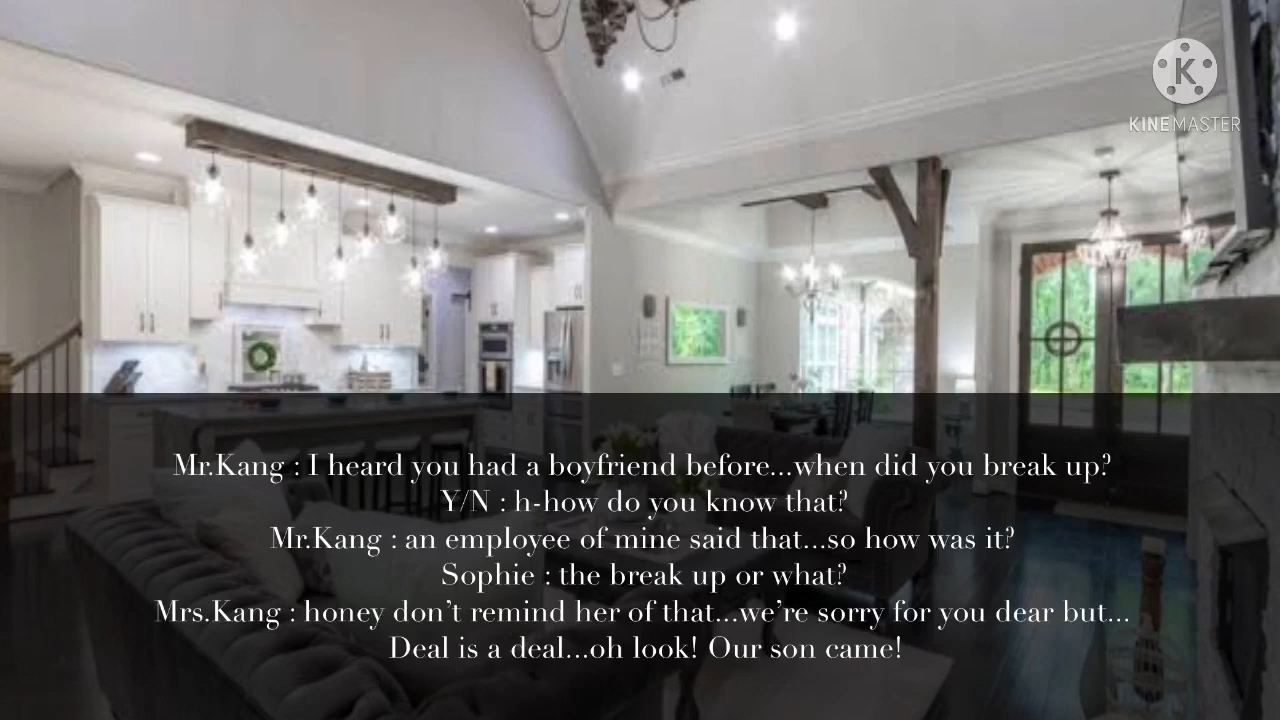 K
KINEMASTER
Mr.Kang : I heard you had a boyfriend before...when did you break up?
Y/N : h-how do you know that?
Mr.Kang : an employee of mine said that...so how was it?
Sophie : the break up or what?
Mrs.Kang : honey don’t remind her of that...we’re sorry for you dear but...
Deal is a deal...oh look! Our son came!